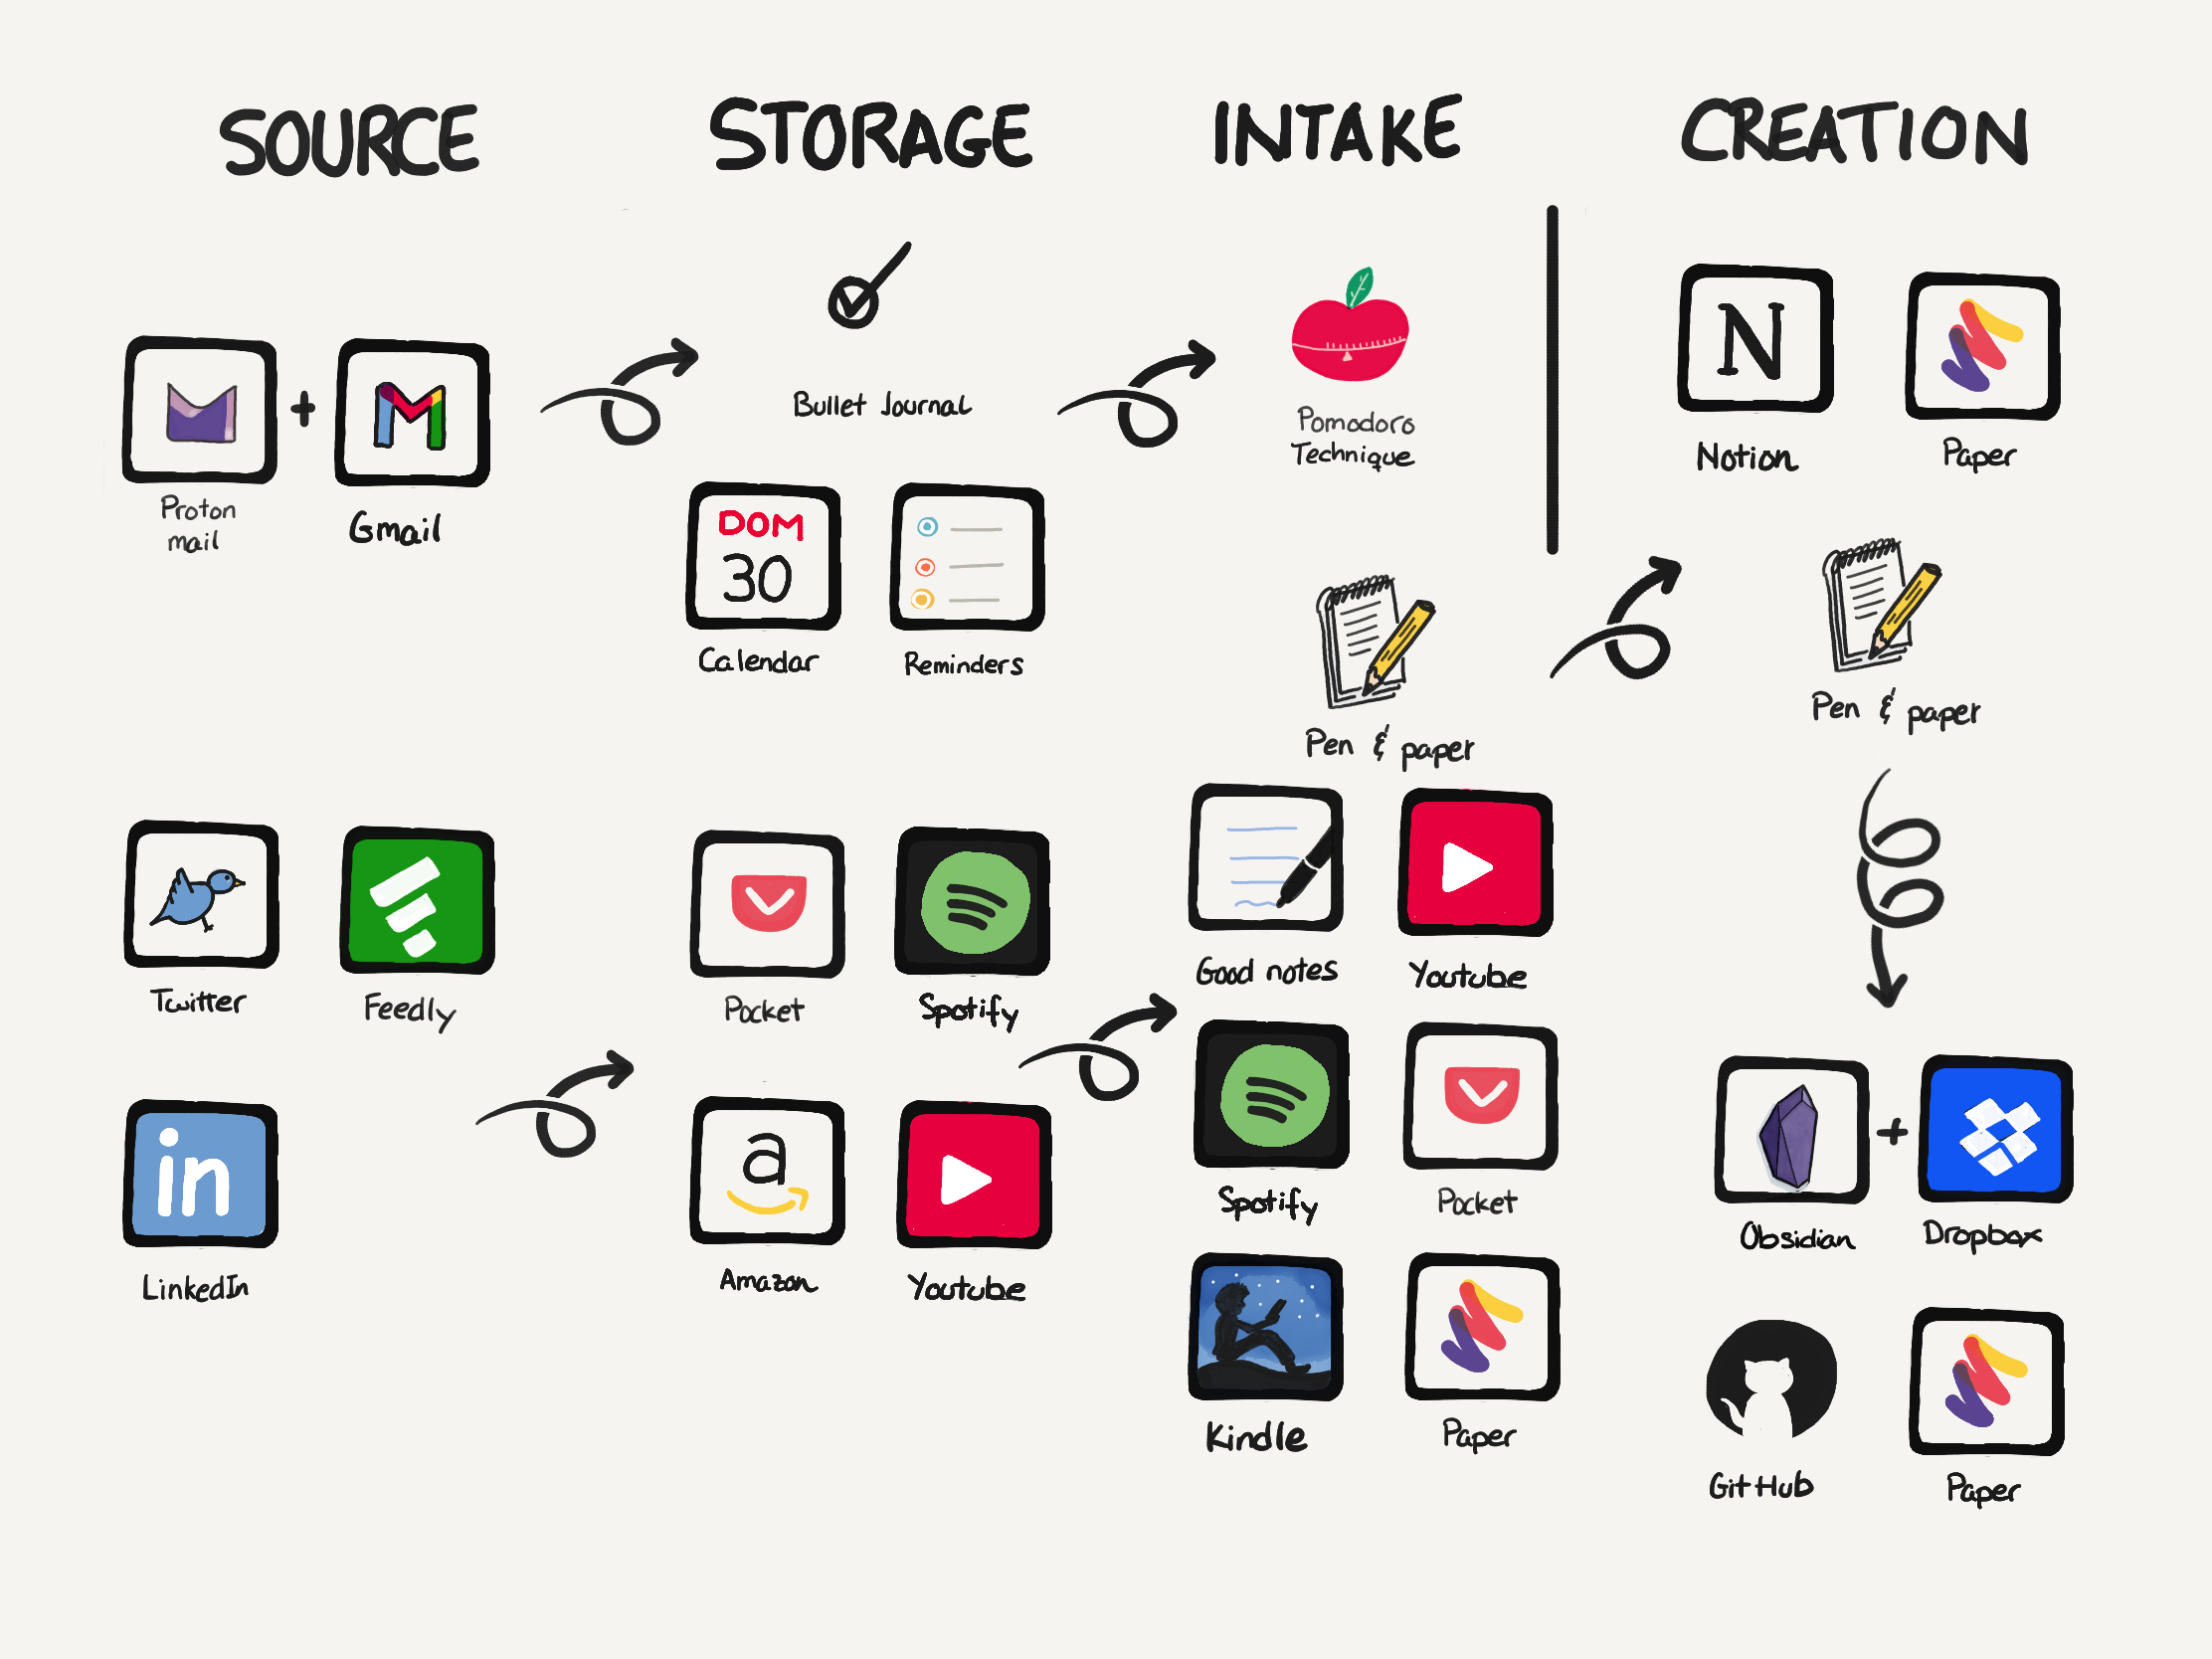 SOURCE
STORAGE
INTAKE
CREATION
Proton
mail
+
Gmail
Bullet Journal
DOM
30
Calendar
Reminders
Pomodoro
Technique
N
Notion
Paper
Pen & paper
Pen & paper
Twitter
Feedly
in
LinkedIn
Pocket
Spotify
a
Amazon
Youtube
Good notes
Youtube
Spotify
Pocket
Kindle
Paper
Obsidian
+
Dropbox
GitHub
Paper